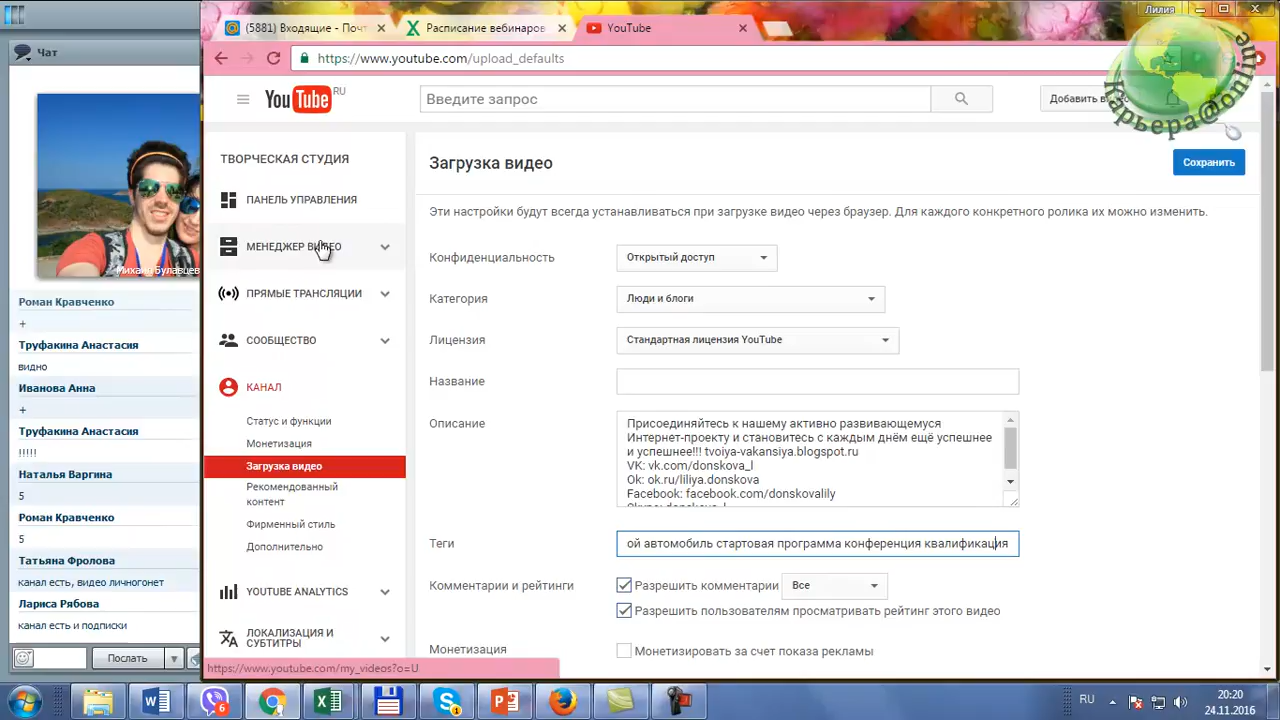 Чат
Михаил Булавцев
Роман Кравченко
+
Труфакина Анастасия
видно
Иванова Анна
+
Труфакина Анастасия
!!!!!
Наталья Варгина
5
Роман Кравченко
5
Татьяна Фролова
канал есть, видео личногонет
Лариса Рябова
канал есть и подписки
Послать
Лилия
(5881) Входящие - Почт
Расписание вебинаров
YouTube
https://www.youtube.com/upload_defaults
YouTube RU
Введите запрос
Добавить в
Карьера@online
ТВОРЧЕСКАЯ СТУДИЯ
ПАНЕЛЬ УПРАВЛЕНИЯ
МЕНЕДЖЕР ВИДЕО
ПРЯМЫЕ ТРАНСЛЯЦИИ
СООБЩЕСТВО
КАНАЛ
Статус и функции
Монетизация
Загрузка видео
Рекомендованный
контент
Фирменный стиль
Дополнительно
YOUTUBE ANALYTICS
ЛОКАЛИЗАЦИЯ И
СУБТИТРЫ
https://www.youtube.com/my_videos?o=U
Загрузка видео
Сохранить
Эти настройки будут всегда устанавливаться при загрузке видео через браузер. Для каждого конкретного ролика их можно изменить.
Конфиденциальность
Открытый доступ
Категория
Люди и блоги
Лицензия
Стандартная лицензия YouTube
Название
Описание
Присоединяйтесь к нашему активно развивающемуся
Интернет-проекту и становитесь с каждым днём ещё успешнее
и успешнее!!! tvoiya-vakansiya.blogspot.ru
VK: vk.com/donskova_l
Ok: ok.ru/liliya.donskova
Facebook: facebook.com/donskovalily
Skype: donskova_l
Теги
ой автомобиль стартовая программа конференция квалификация
Комментарии и рейтинги
Разрешить комментарии
Все
Разрешить пользователям просматривать рейтинг этого видео
Монетизация
Монетизировать за счет показа рекламы
6
1
RU
20:20
24.11.2016